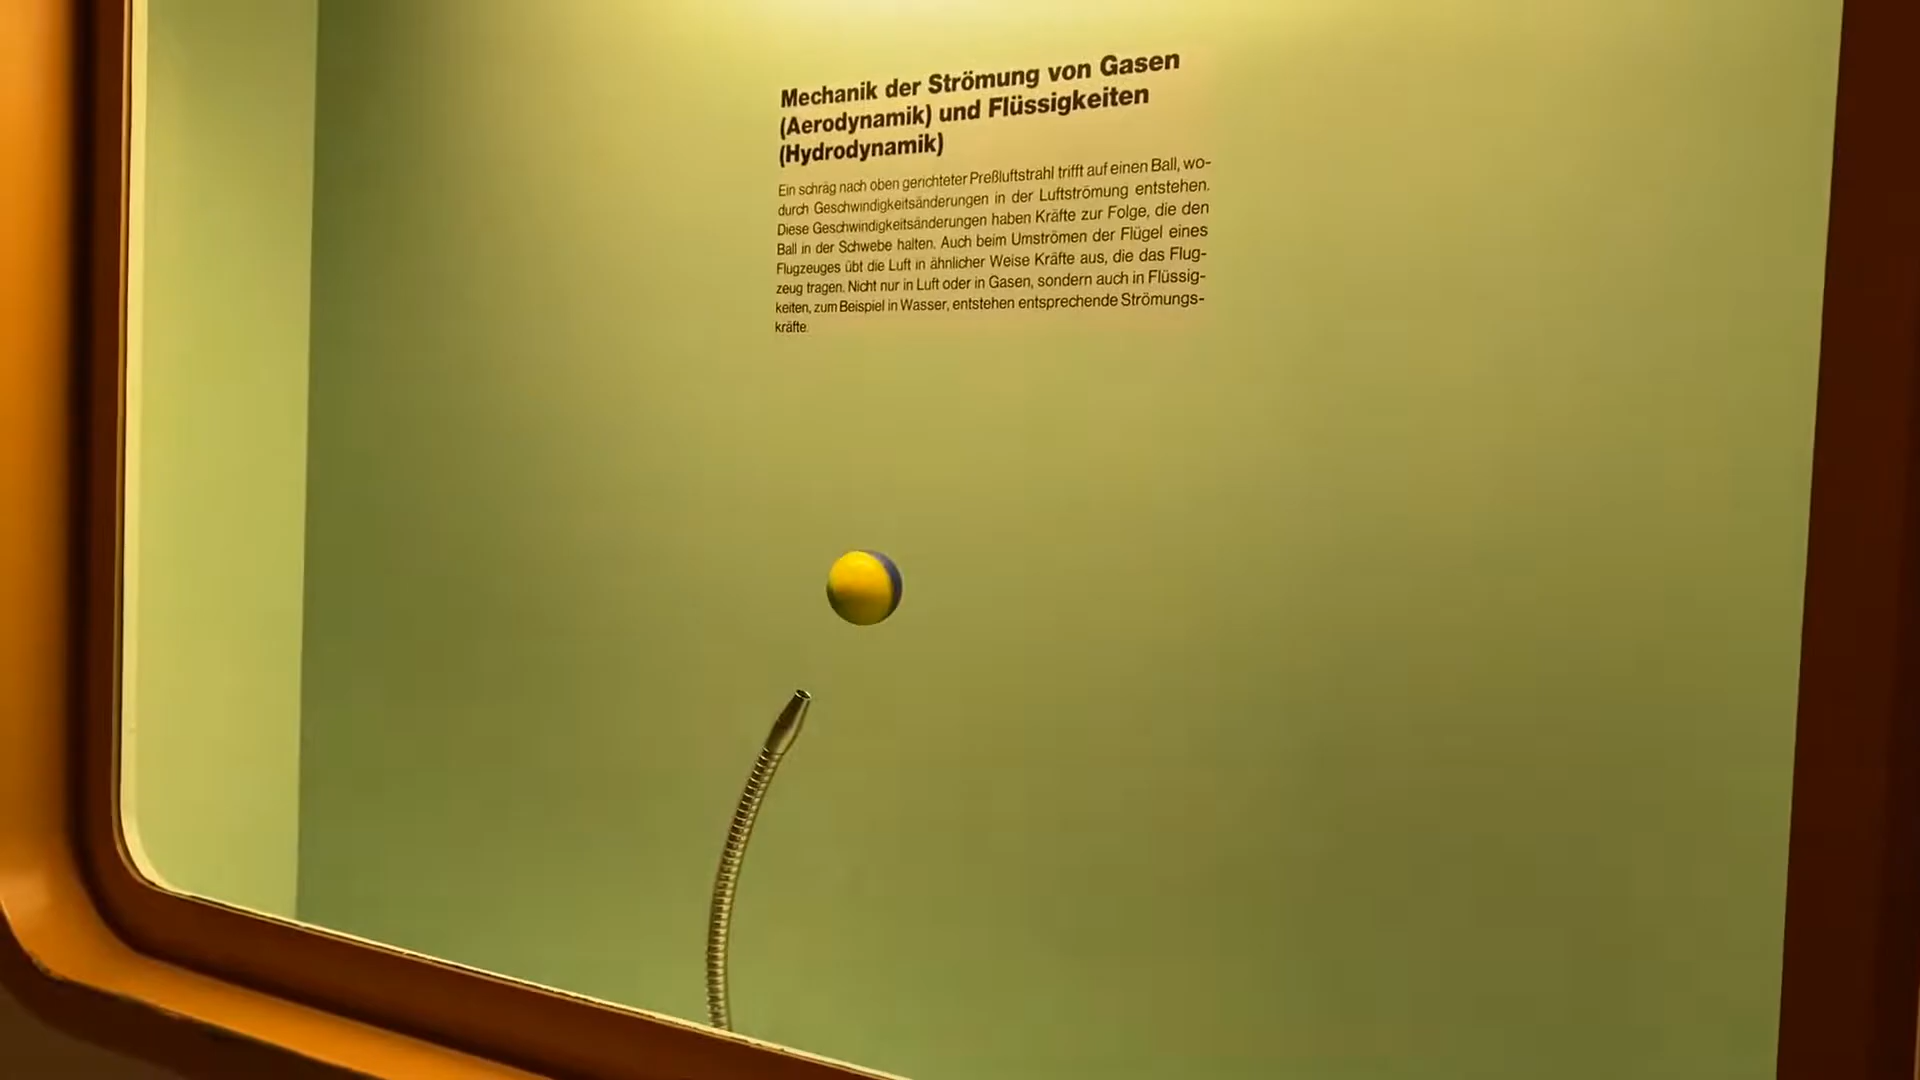 Mechanik der Strömung von Gasen
(Aerodynamik) und Flüssigkeiten
(Hydrodynamik)
Ein schräg nach oben gerichteter Preßluftstrahl trifft auf einen Ball, wo-
durch Geschwindigkeitsänderungen in der Luftströmung entstehen.
Diese Geschwindigkeitsänderungen haben Kräfte zur Folge, die den
Ball in der Schwebe halten. Auch beim Umströmen der Flügel eines
Flugzeuges übt die Luft in ähnlicher Weise Kräfte aus, die das Flug-
zeug tragen. Nicht nur in Luft oder in Gasen, sondern auch in Flüssig-
keiten, zum Beispiel in Wasser, entstehen entsprechende Strömungs-
kräfte.